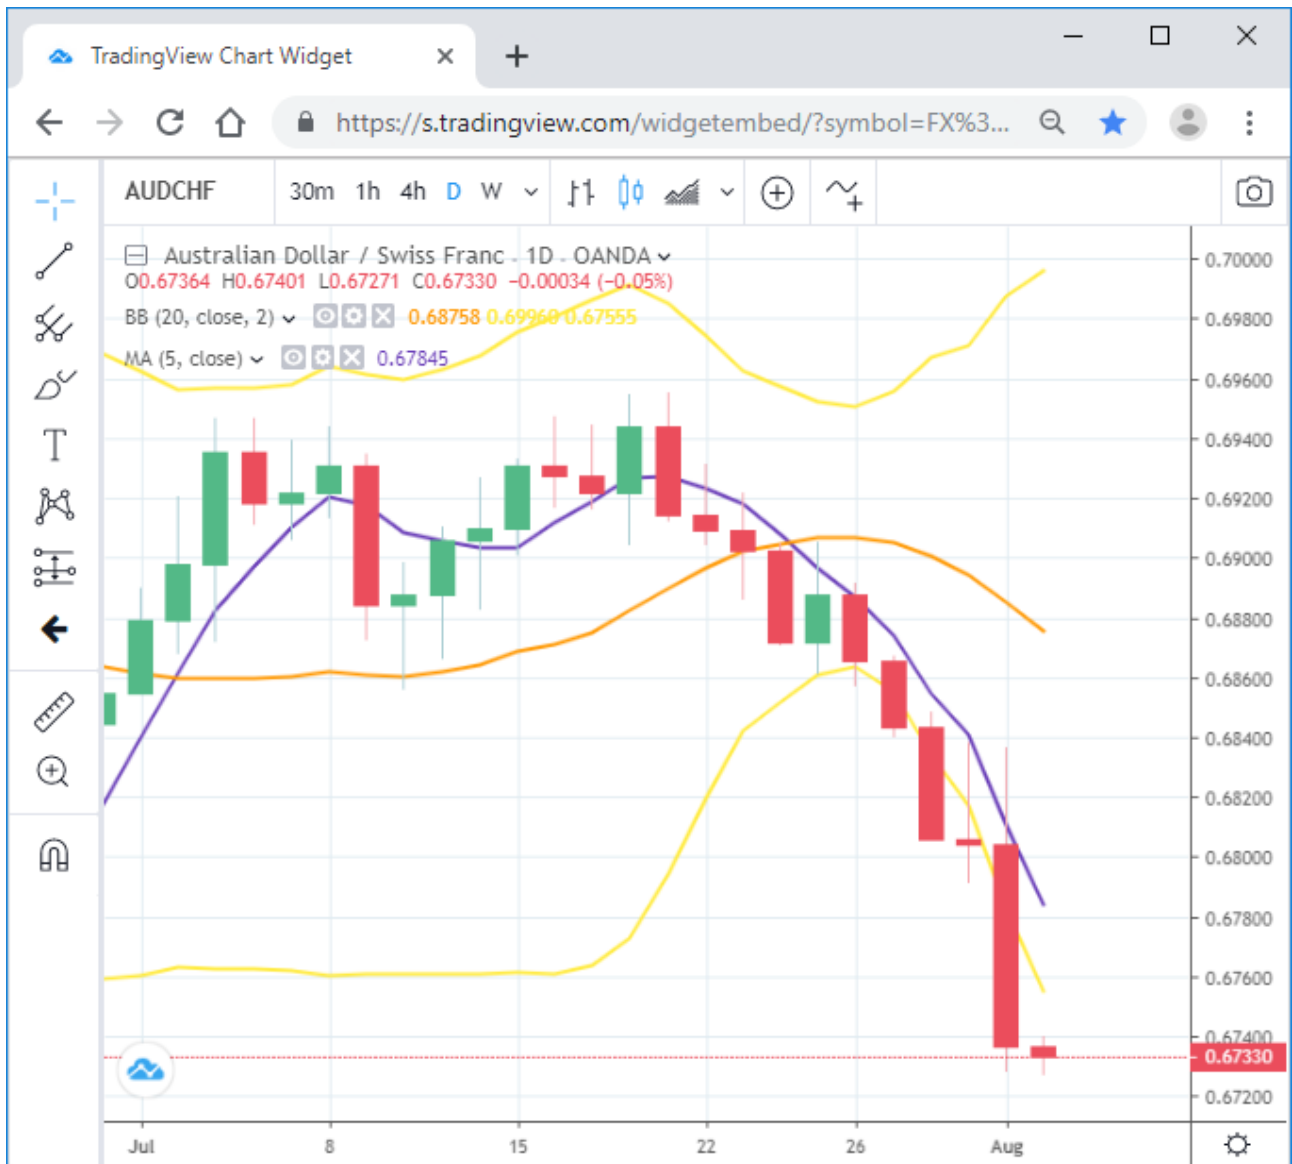 TradingView Chart Widget
https://s.tradingview.com/widgetembed/?symbol=FX%3...
AUDCHF 30m 1h 4h D W
Australian Dollar / Swiss Franc - 1D - OANDA
O0.67364 H0.67401 L0.67271 C0.67330 −0.00034 (−0.05%)
BB (20, close, 2) 0.68758 0.69960 0.67555
MA (5, close) 0.67845
T
0.70000
0.69800
0.69600
0.69400
0.69200
0.69000
0.68800
0.68600
0.68400
0.68200
0.68000
0.67800
0.67600
0.67400
0.67330
0.67200
Jul 8 15 22 26 Aug